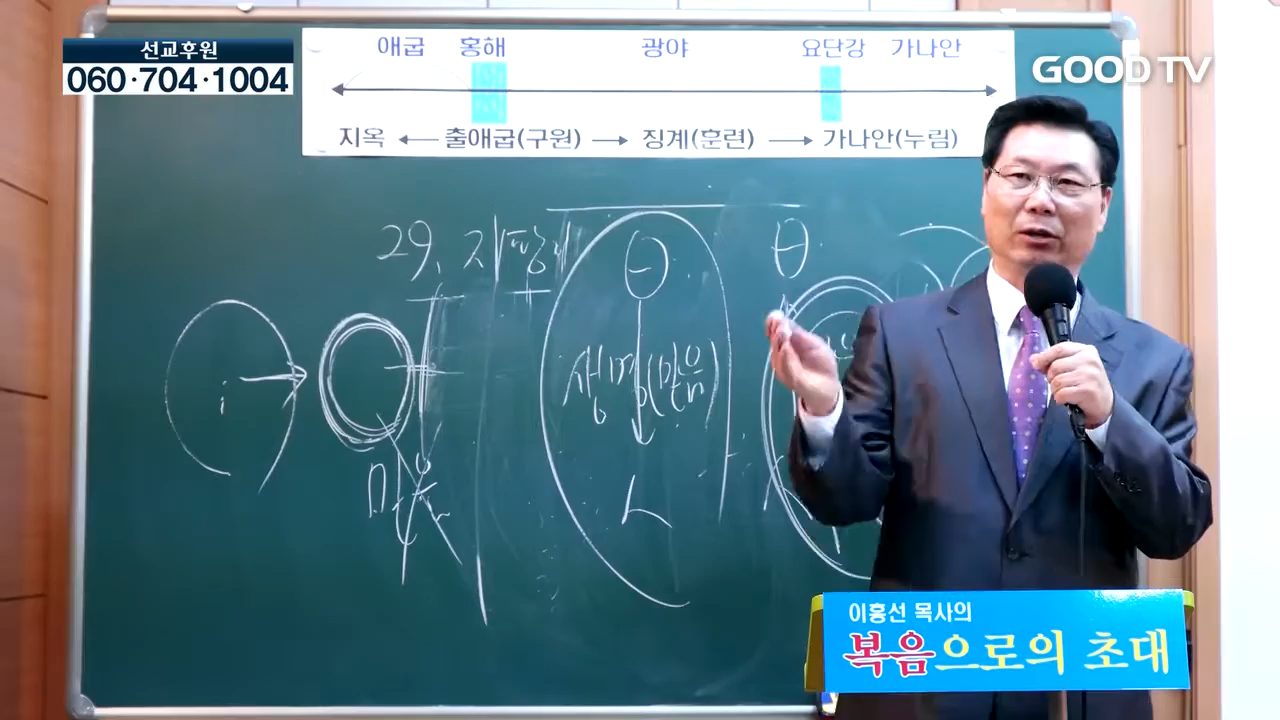 선교후원
060·704·1004
GOOD TV
애굽 홍해 광야 요단강 가나안
지옥 ← 출애굽(구원) → 징계(훈련) → 가나안(누림)
29.
생명(믿음)
이흥선 목사의
복음으로의 초대